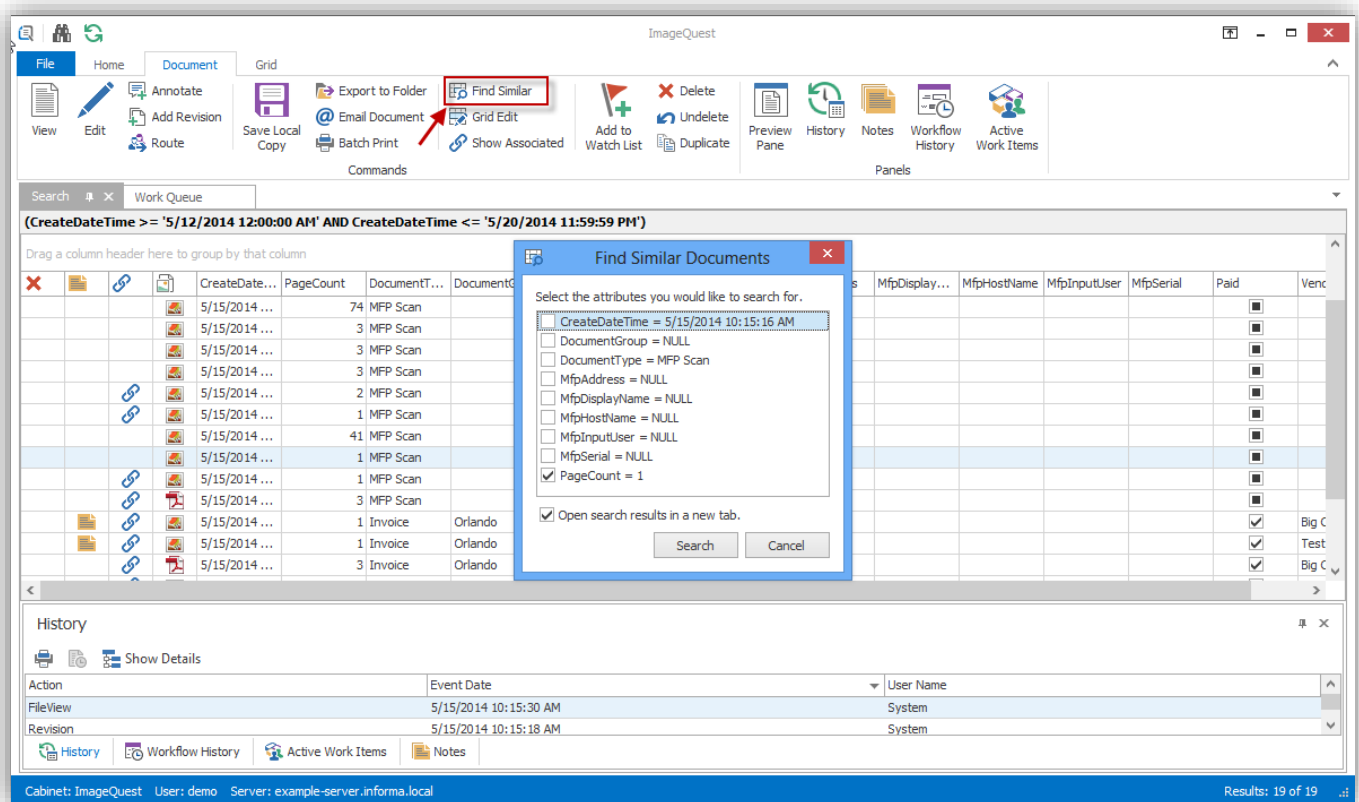 ImageQuest
File Home Document Grid
View
Edit
Annotate
Add Revision
Route
Save Local
Copy
Export to Folder
Email Document
Batch Print
Find Similar
Grid Edit
Show Associated
Add to
Watch List
Delete
Undelete
Duplicate
Preview
Pane
History
Notes
Workflow
History
Active
Work Items
Commands
Panels
Search Work Queue
(CreateDateTime >= '5/12/2014 12:00:00 AM' AND CreateDateTime <= '5/20/2014 11:59:59 PM')
Drag a column header here to group by that column
CreateDate... PageCount DocumentT... DocumentG s MfpDisplay... MfpHostName MfpInputUser MfpSerial Paid Venc
5/15/2014 ... 74 MFP Scan
5/15/2014 ... 3 MFP Scan
5/15/2014 ... 3 MFP Scan
5/15/2014 ... 3 MFP Scan
5/15/2014 ... 2 MFP Scan
5/15/2014 ... 1 MFP Scan
5/15/2014 ... 41 MFP Scan
5/15/2014 ... 1 MFP Scan
5/15/2014 ... 1 MFP Scan
5/15/2014 ... 3 MFP Scan
5/15/2014 ... 1 Invoice Orlando Big C
5/15/2014 ... 1 Invoice Orlando Test
5/15/2014 ... 3 Invoice Orlando Big C
Find Similar Documents
Select the attributes you would like to search for.
CreateDateTime = 5/15/2014 10:15:16 AM
DocumentGroup = NULL
DocumentType = MFP Scan
MfpAddress = NULL
MfpDisplayName = NULL
MfpHostName = NULL
MfpInputUser = NULL
MfpSerial = NULL
PageCount = 1
Open search results in a new tab.
Search Cancel
History
Show Details
Action Event Date User Name
FileView 5/15/2014 10:15:30 AM System
Revision 5/15/2014 10:15:18 AM System
History Workflow History Active Work Items Notes
Cabinet: ImageQuest User: demo Server: example-server.informa.local Results: 19 of 19